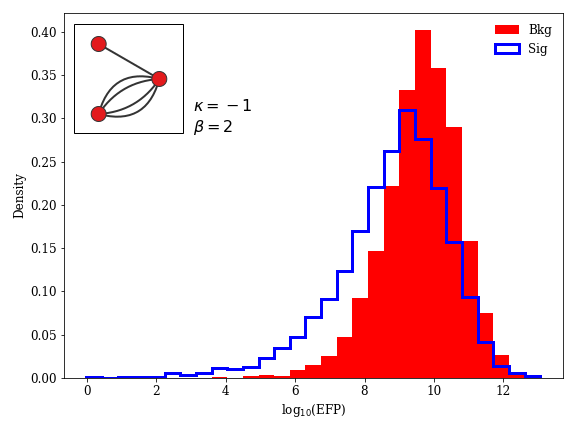 0.40
0.35
0.30
0.25
0.20
0.15
0.10
0.05
0.00
Density
κ = −1
β = 2
Bkg
Sig
0 2 4 6 8 10 12
log₁₀(EFP)